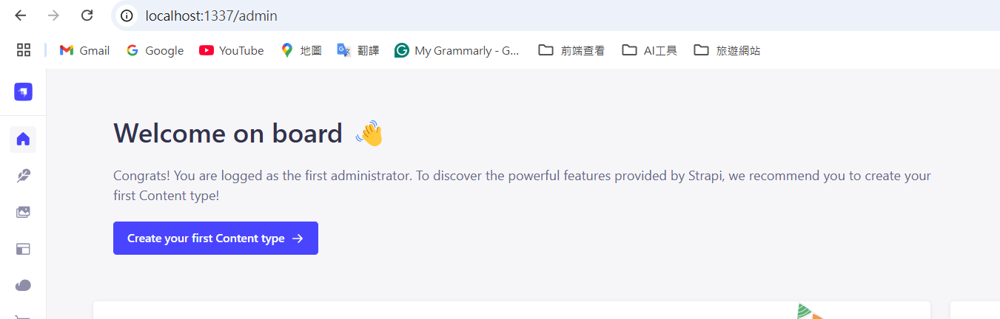 localhost:1337/admin
Gmail Google YouTube 地圖 翻譯 My Grammarly - G... 前端查看 AI工具 旅遊網站
Welcome on board 👋
Congrats! You are logged as the first administrator. To discover the powerful features provided by Strapi, we recommend you to create your
first Content type!
Create your first Content type →